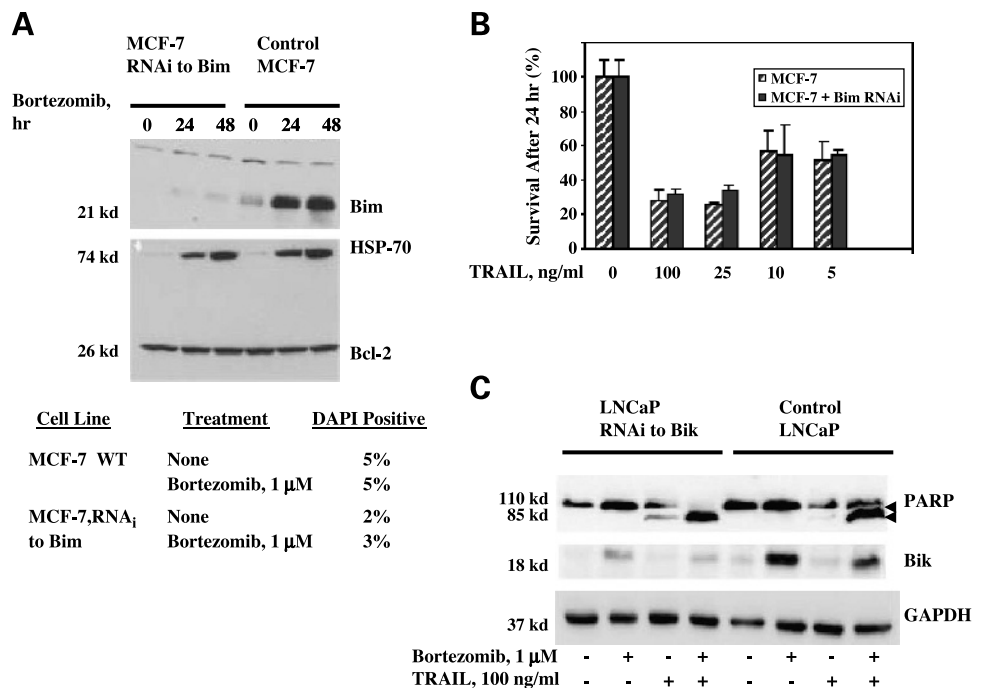 A
MCF-7
RNAi to Bim
Control
MCF-7
Bortezomib,
hr
0 24 48 0 24 48
21 kd
Bim
74 kd
HSP-70
26 kd
Bcl-2
Cell Line Treatment DAPI Positive
MCF-7 WT None 5%
Bortezomib, 1 µM 5%
MCF-7,RNAi None 2%
to Bim Bortezomib, 1 µM 3%
B
Survival After 24 hr (%)
100
80
60
40
20
0
MCF-7
MCF-7 + Bim RNAi
TRAIL, ng/ml 0 100 25 10 5
C
LNCaP
RNAi to Bik
Control
LNCaP
110 kd
85 kd
PARP
18 kd
Bik
37 kd
GAPDH
Bortezomib, 1 µM - + - + - + - +
TRAIL, 100 ng/ml - - + + - - + +